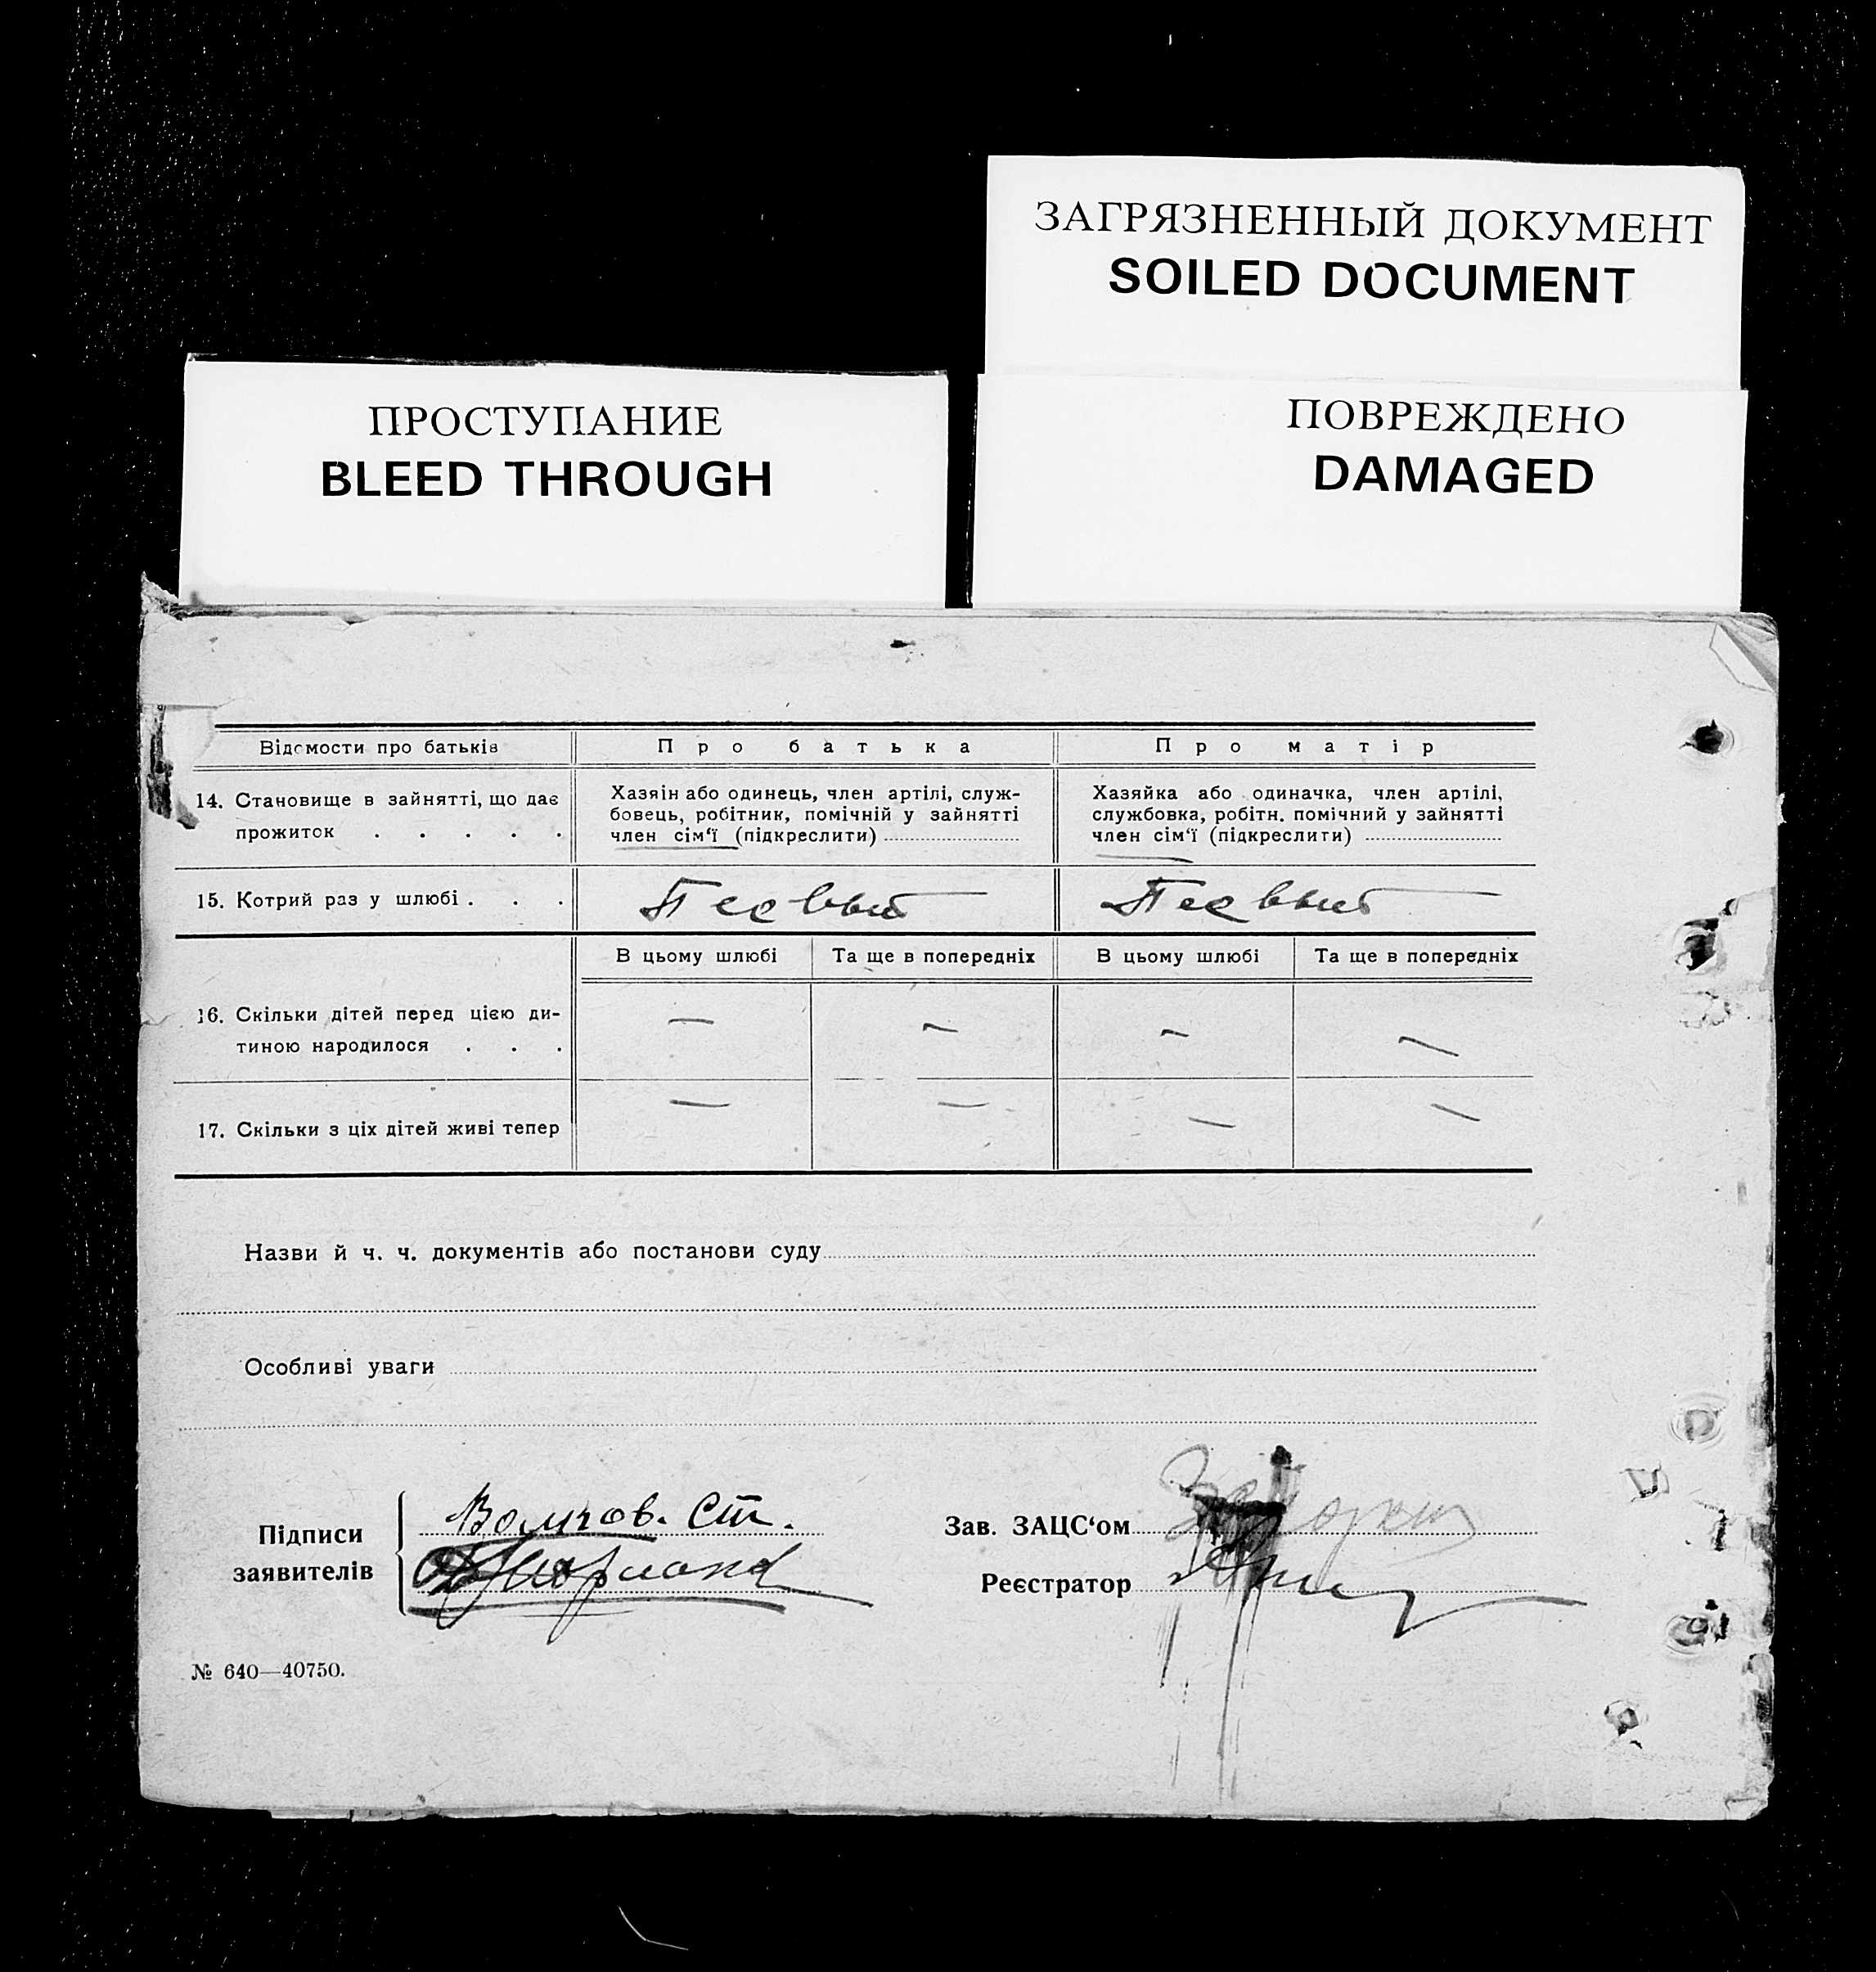 ЗАГРЯЗНЕННЫЙ ДОКУМЕНТ
SOILED DOCUMENT
ПРОСТУПАНИЕ
BLEED THROUGH
ПОВРЕЖДЕНО
DAMAGED
Відомости про батьків
Про батька
Про матір
14. Становище в зайнятті, що дає
прожиток . . . . .
Хазяін або одинець, член артілі, служ-
бовець, робітник, помічній у зайнятті
член сім‘ї (підкреслити)
Хазяйка або одиначка, член артілі,
службовка, робітн. помічний у зайнятті
член сім‘ї (підкреслити)
15. Котрий раз у шлюбі . . .
Первый
Первый
В цьому шлюбі
Та ще в попередніх
В цьому шлюбі
Та ще в попередніх
16. Скільки дітей перед цією ди-
тиною народилося . . .
— — — —
17. Скільки з ціх дітей живі тепер
— — — —
Назви й ч. ч. документів або постанови суду
Особливі уваги
Підписи
заявителів
Ст.
Зав. ЗАЦС‘ом
Реєстратор
№ 640—40750.